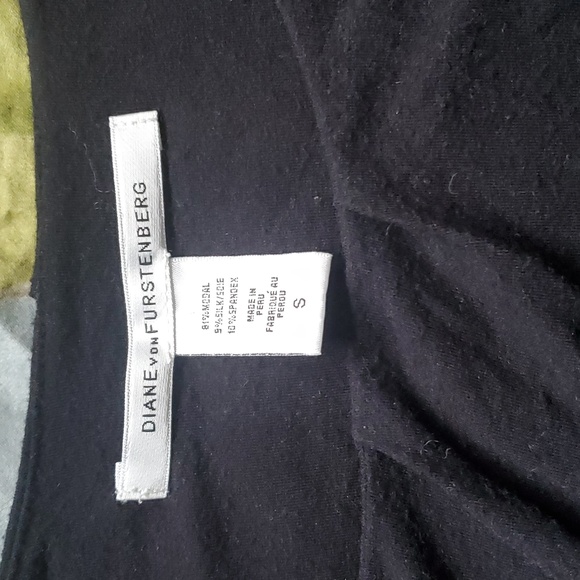 DIANE VON FURSTENBERG
81% MODAL
9% SILK/SOIE
10% SPANDEX
MADE IN
PERU
FABRIQUÉ AU
PEROU
S